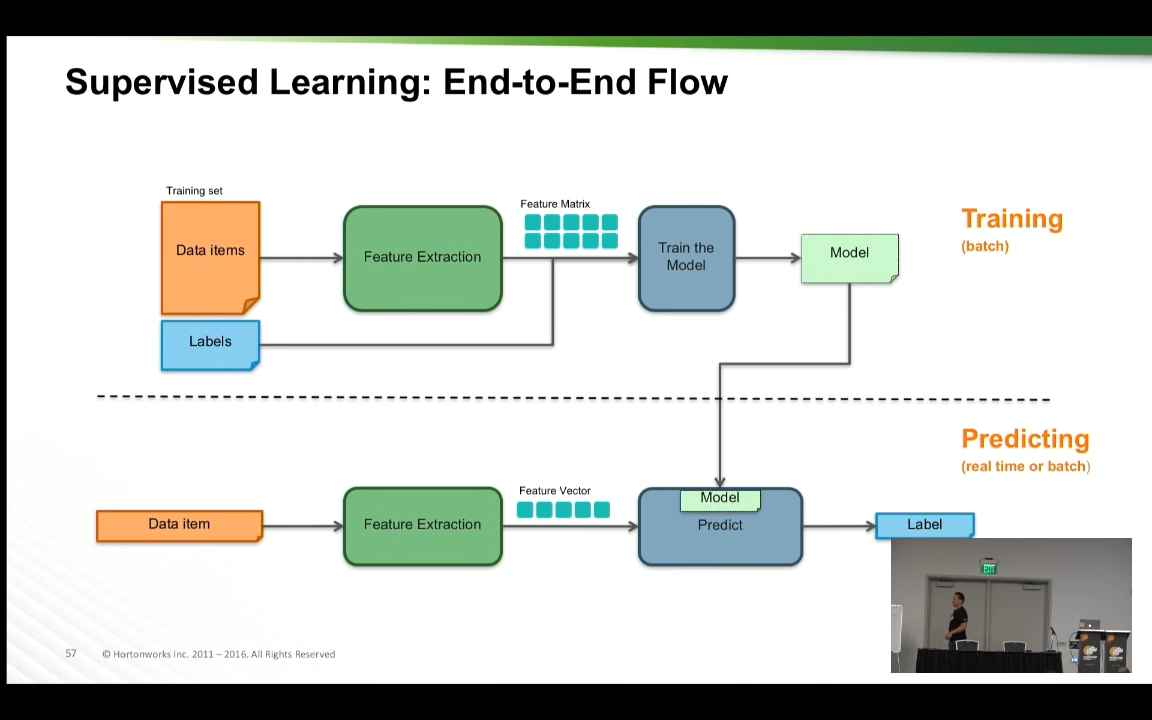 Supervised Learning: End-to-End Flow
Training set
Data items
Labels
Feature Extraction
Feature Matrix
Train the
Model
Model
Training
(batch)
Predicting
(real time or batch)
Data item
Feature Extraction
Feature Vector
Model
Predict
Label
EXIT
57
© Hortonworks Inc. 2011 – 2016. All Rights Reserved